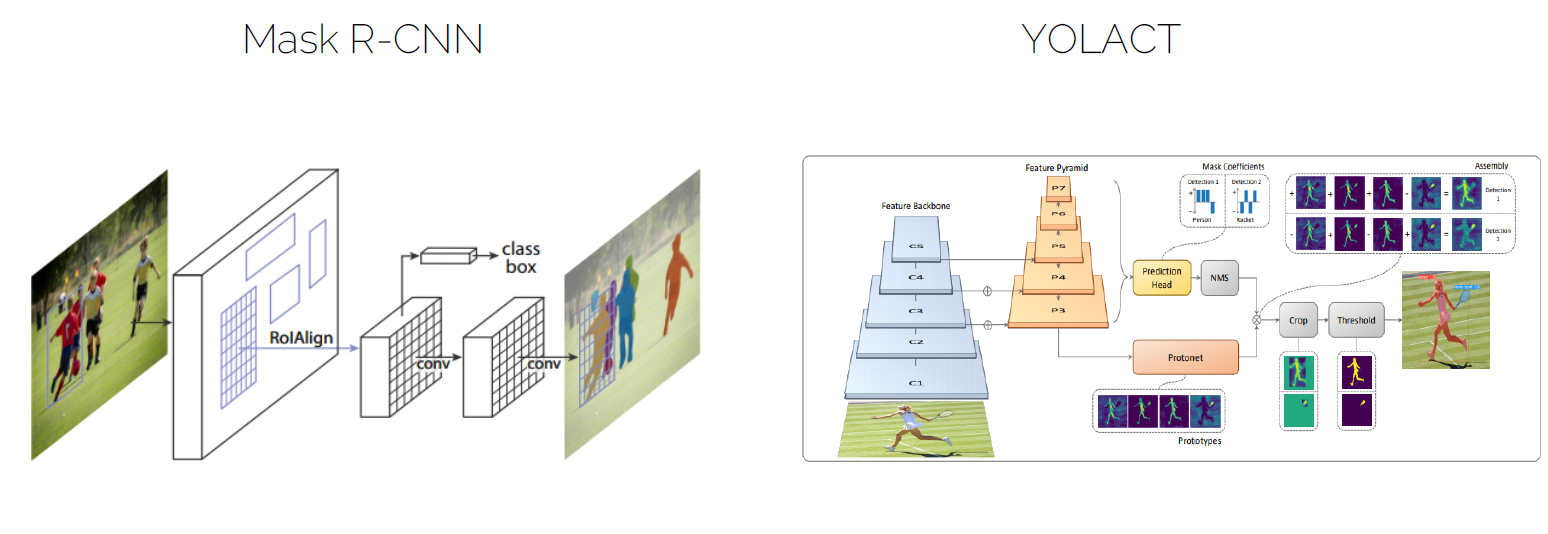 Mask R-CNN
YOLACT
RoIAlign
class
box
conv
conv
Feature Backbone
C5
C4
C3
C2
C1
Feature Pyramid
P7
P6
P5
P4
P3
Mask Coefficients
Detection 1
Detection 2
+
-
+
-
Person
Racket
Prediction
Head
NMS
Protonet
Prototypes
Assembly
+ + + - = Detection
1
- + - + = Detection
2
Crop
Threshold